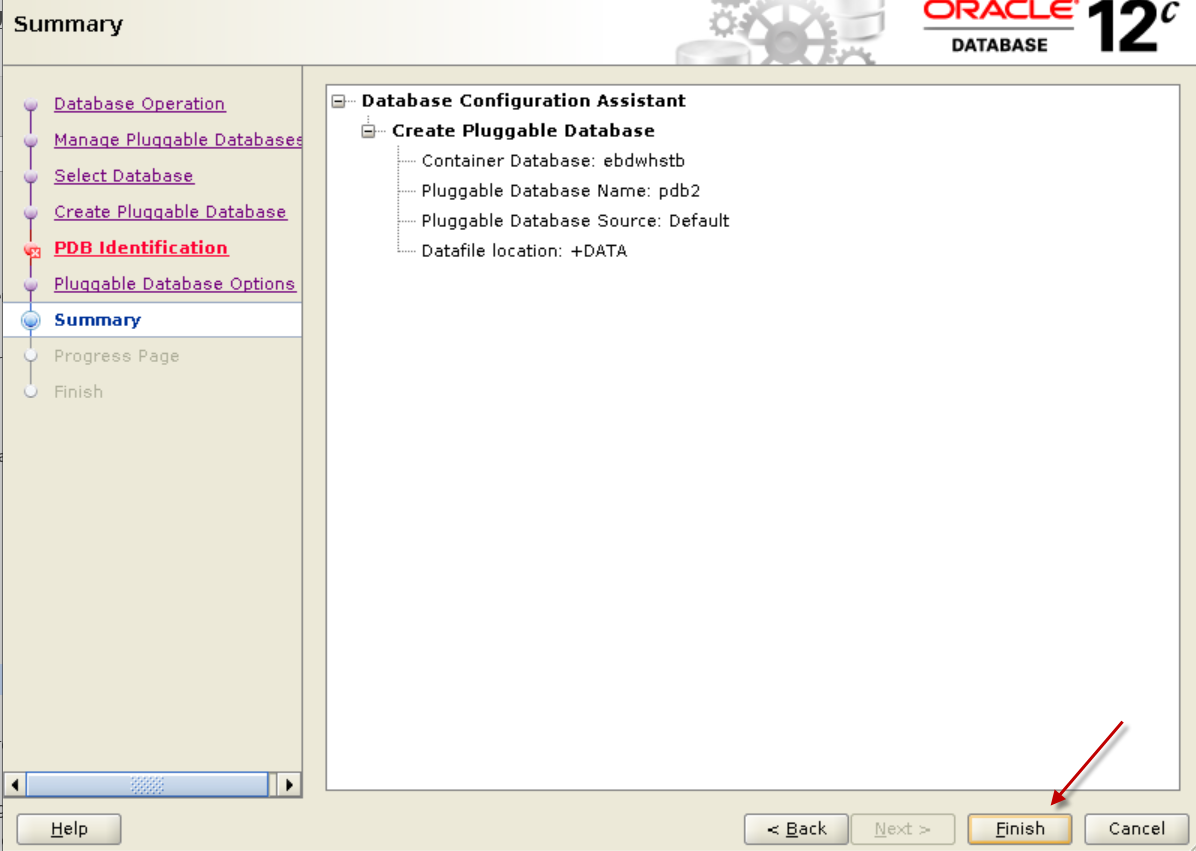 Summary
ORACLE
DATABASE
12c
Database Operation
Manage Pluggable Databases
Select Database
Create Pluggable Database
PDB Identification
Pluggable Database Options
Summary
Progress Page
Finish
Database Configuration Assistant
Create Pluggable Database
Container Database: ebdwhstb
Pluggable Database Name: pdb2
Pluggable Database Source: Default
Datafile location: +DATA
Help
< Back
Next >
Finish
Cancel